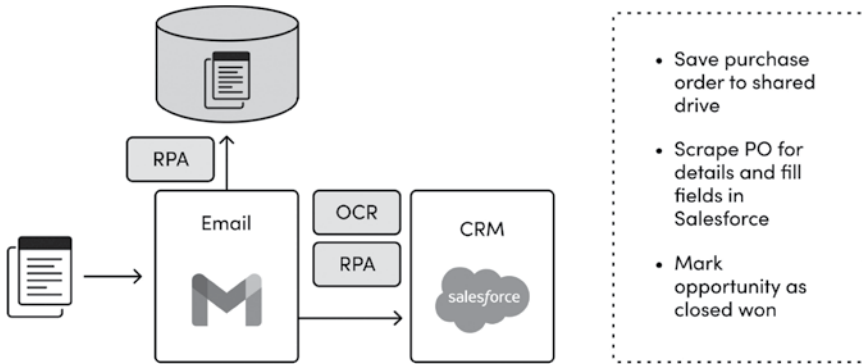 RPA
Email
OCR
RPA
CRM
salesforce
• Save purchase
order to shared
drive
• Scrape PO for
details and fill
fields in
Salesforce
• Mark
opportunity as
closed won